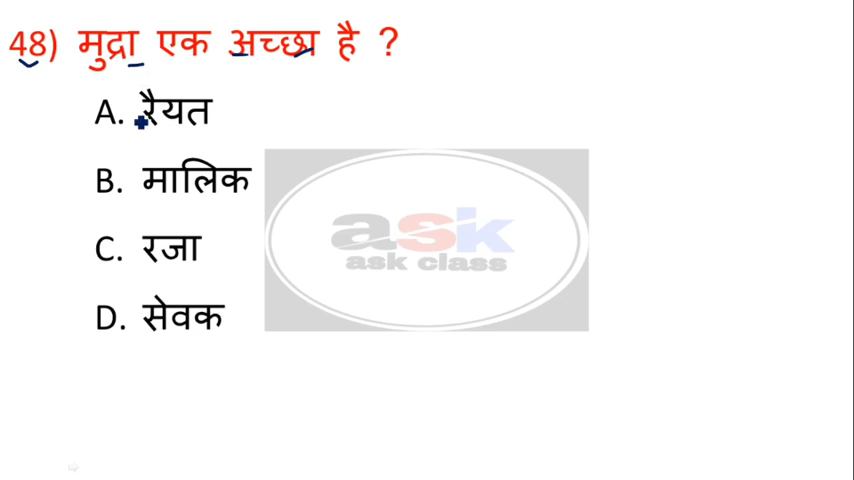 48) मुद्रा एक अच्छा है ?
A. रैयत
B. मालिक
C. रजा
D. सेवक
ask
ask class